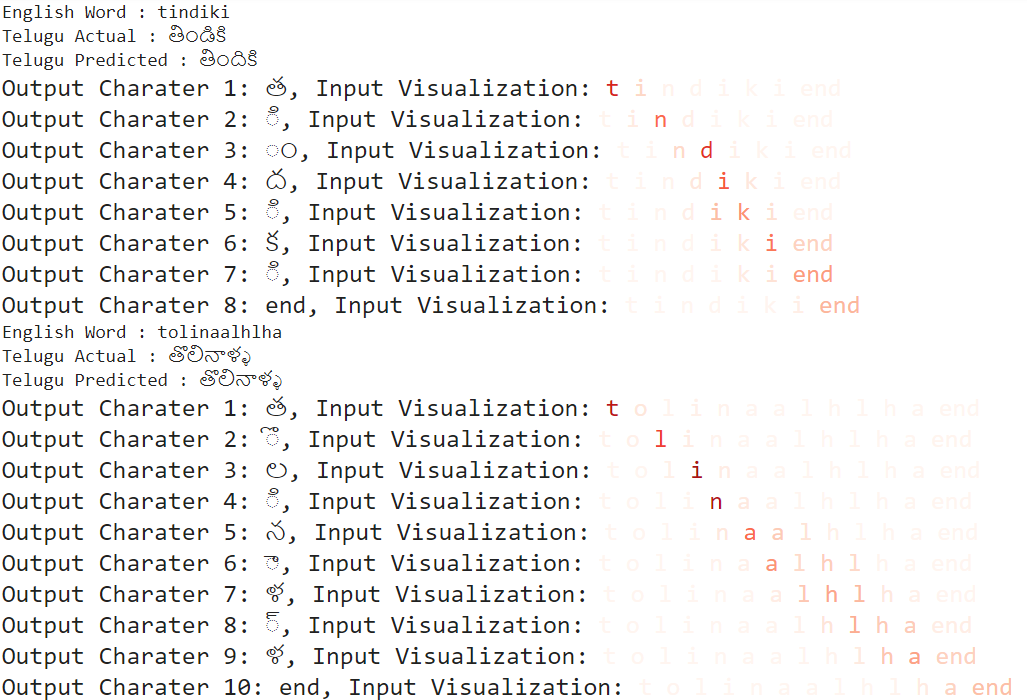 English Word : tindiki
Telugu Actual : తిండికి
Telugu Predicted : తిందికి
Output Charater 1: త, Input Visualization: t i n d i k i end
Output Charater 2: ి, Input Visualization: t i n d i k i end
Output Charater 3: ం, Input Visualization: t i n d i k i end
Output Charater 4: ద, Input Visualization: t i n d i k i end
Output Charater 5: ి, Input Visualization: t i n d i k i end
Output Charater 6: క, Input Visualization: t i n d i k i end
Output Charater 7: ి, Input Visualization: t i n d i k i end
Output Charater 8: end, Input Visualization: t i n d i k i end
English Word : tolinaalhlha
Telugu Actual : తొలినాళ్ళ
Telugu Predicted : తొలినాళ్ళ
Output Charater 1: త, Input Visualization: t o l i n a a l h l h a end
Output Charater 2: ొ, Input Visualization: t o l i n a a l h l h a end
Output Charater 3: ల, Input Visualization: t o l i n a a l h l h a end
Output Charater 4: ి, Input Visualization: t o l i n a a l h l h a end
Output Charater 5: న, Input Visualization: t o l i n a a l h l h a end
Output Charater 6: ా, Input Visualization: t o l i n a a l h l h a end
Output Charater 7: ళ, Input Visualization: t o l i n a a l h l h a end
Output Charater 8: ్, Input Visualization: t o l i n a a l h l h a end
Output Charater 9: ళ, Input Visualization: t o l i n a a l h l h a end
Output Charater 10: end, Input Visualization: t o l i n a a l h l h a end